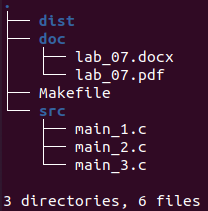 .
├── dist
├── doc
│   ├── lab_07.docx
│   └── lab_07.pdf
├── Makefile
└── src
    ├── main_1.c
    ├── main_2.c
    └── main_3.c
3 directories, 6 files